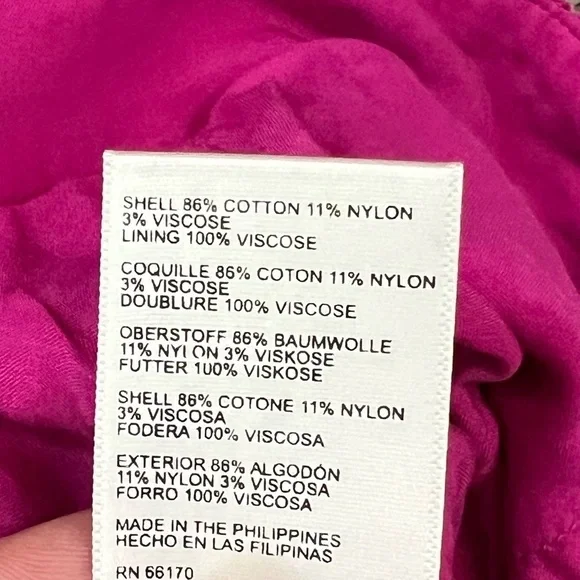 SHELL 86% COTTON 11% NYLON
3% VISCOSE
LINING 100% VISCOSE
COQUILLE 86% COTON 11% NYLON
3% VISCOSE
DOUBLURE 100% VISCOSE
OBERSTOFF 86% BAUMWOLLE
11% NYLON 3% VISKOSE
FUTTER 100% VISKOSE
SHELL 86% COTONE 11% NYLON
3% VISCOSA
FODERA 100% VISCOSA
EXTERIOR 86% ALGODÓN
11% NYLON 3% VISCOSA
FORRO 100% VISCOSA
MADE IN THE PHILIPPINES
HECHO EN LAS FILIPINAS
RN 66170